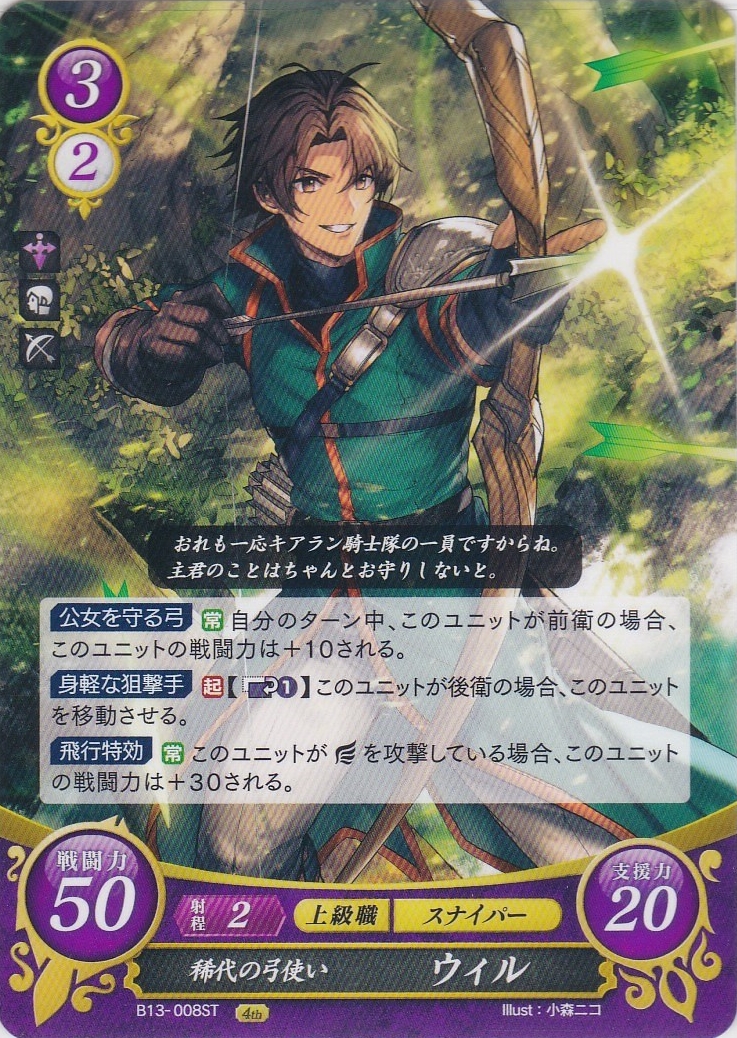 3
2
おれも一応キアラン騎士隊の一員ですからね。
主君のことはちゃんとお守りしないと。
公女を守る弓 常 自分のターン中、このユニットが前衛の場合、
このユニットの戦闘力は＋10される。
身軽な狙撃手 起【 1】このユニットが後衛の場合、このユニット
を移動させる。
飛行特効 常 このユニットが を攻撃している場合、このユニット
の戦闘力は＋30される。
戦闘力
50
射程 2 上級職 スナイパー
支援力
20
稀代の弓使い ウィル
B13-008ST 4th Illust：小森ニコ